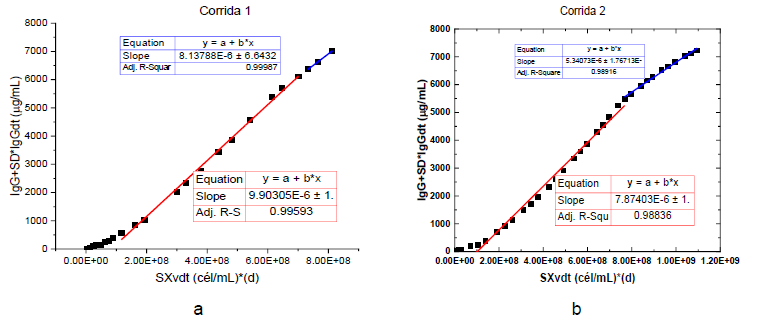 Corrida 1
IgG+SD*IgGdt (µg/mL)
8000
7000
6000
5000
4000
3000
2000
1000
0
Equation y = a + b*x
Slope 8.13788E-6 ± 6.6432
Adj. R-Squar 0.99987
Equation y = a + b*x
Slope 9.90305E-6 ± 1.
Adj. R-S 0.99593
0.00E+00 2.00E+08 4.00E+08 6.00E+08 8.00E+08
SXvdt (cél/mL)*(d)
a
Corrida 2
IgG+SD*IgGdt (µg/mL)
8000
7000
6000
5000
4000
3000
2000
1000
0
Equation y = a + b*x
Slope 5.34073E-6 ± 1.76713E-
Adj. R-Square 0.98916
Equation y = a + b*x
Slope 7.87403E-6 ± 1.
Adj. R-Squ 0.98836
0.00E+00 2.00E+08 4.00E+08 6.00E+08 8.00E+08 1.00E+09 1.20E+09
SXvdt (cél/mL)*(d)
b